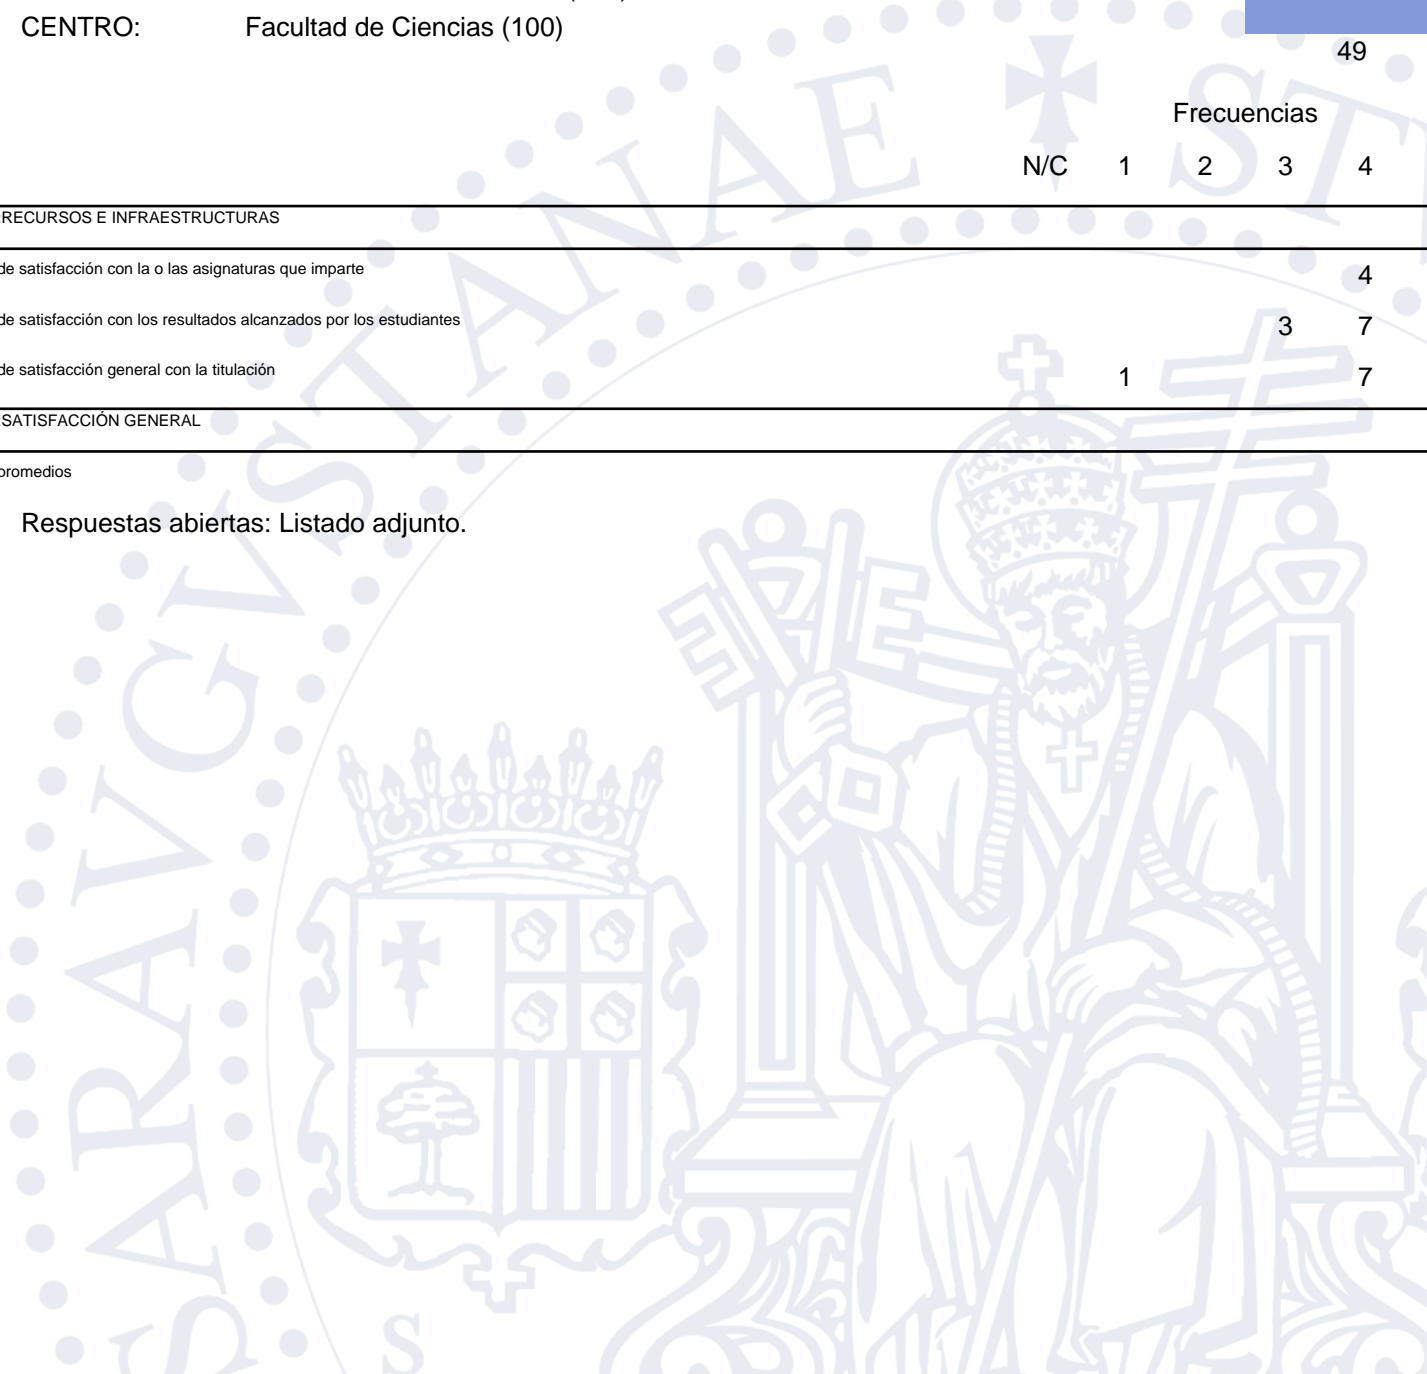 CENTRO: Facultad de Ciencias (100)
49
Frecuencias
N/C 1 2 3 4
RECURSOS E INFRAESTRUCTURAS
de satisfacción con la o las asignaturas que imparte 4
de satisfacción con los resultados alcanzados por los estudiantes 3 7
de satisfacción general con la titulación 1 7
SATISFACCIÓN GENERAL
promedios
Respuestas abiertas: Listado adjunto.